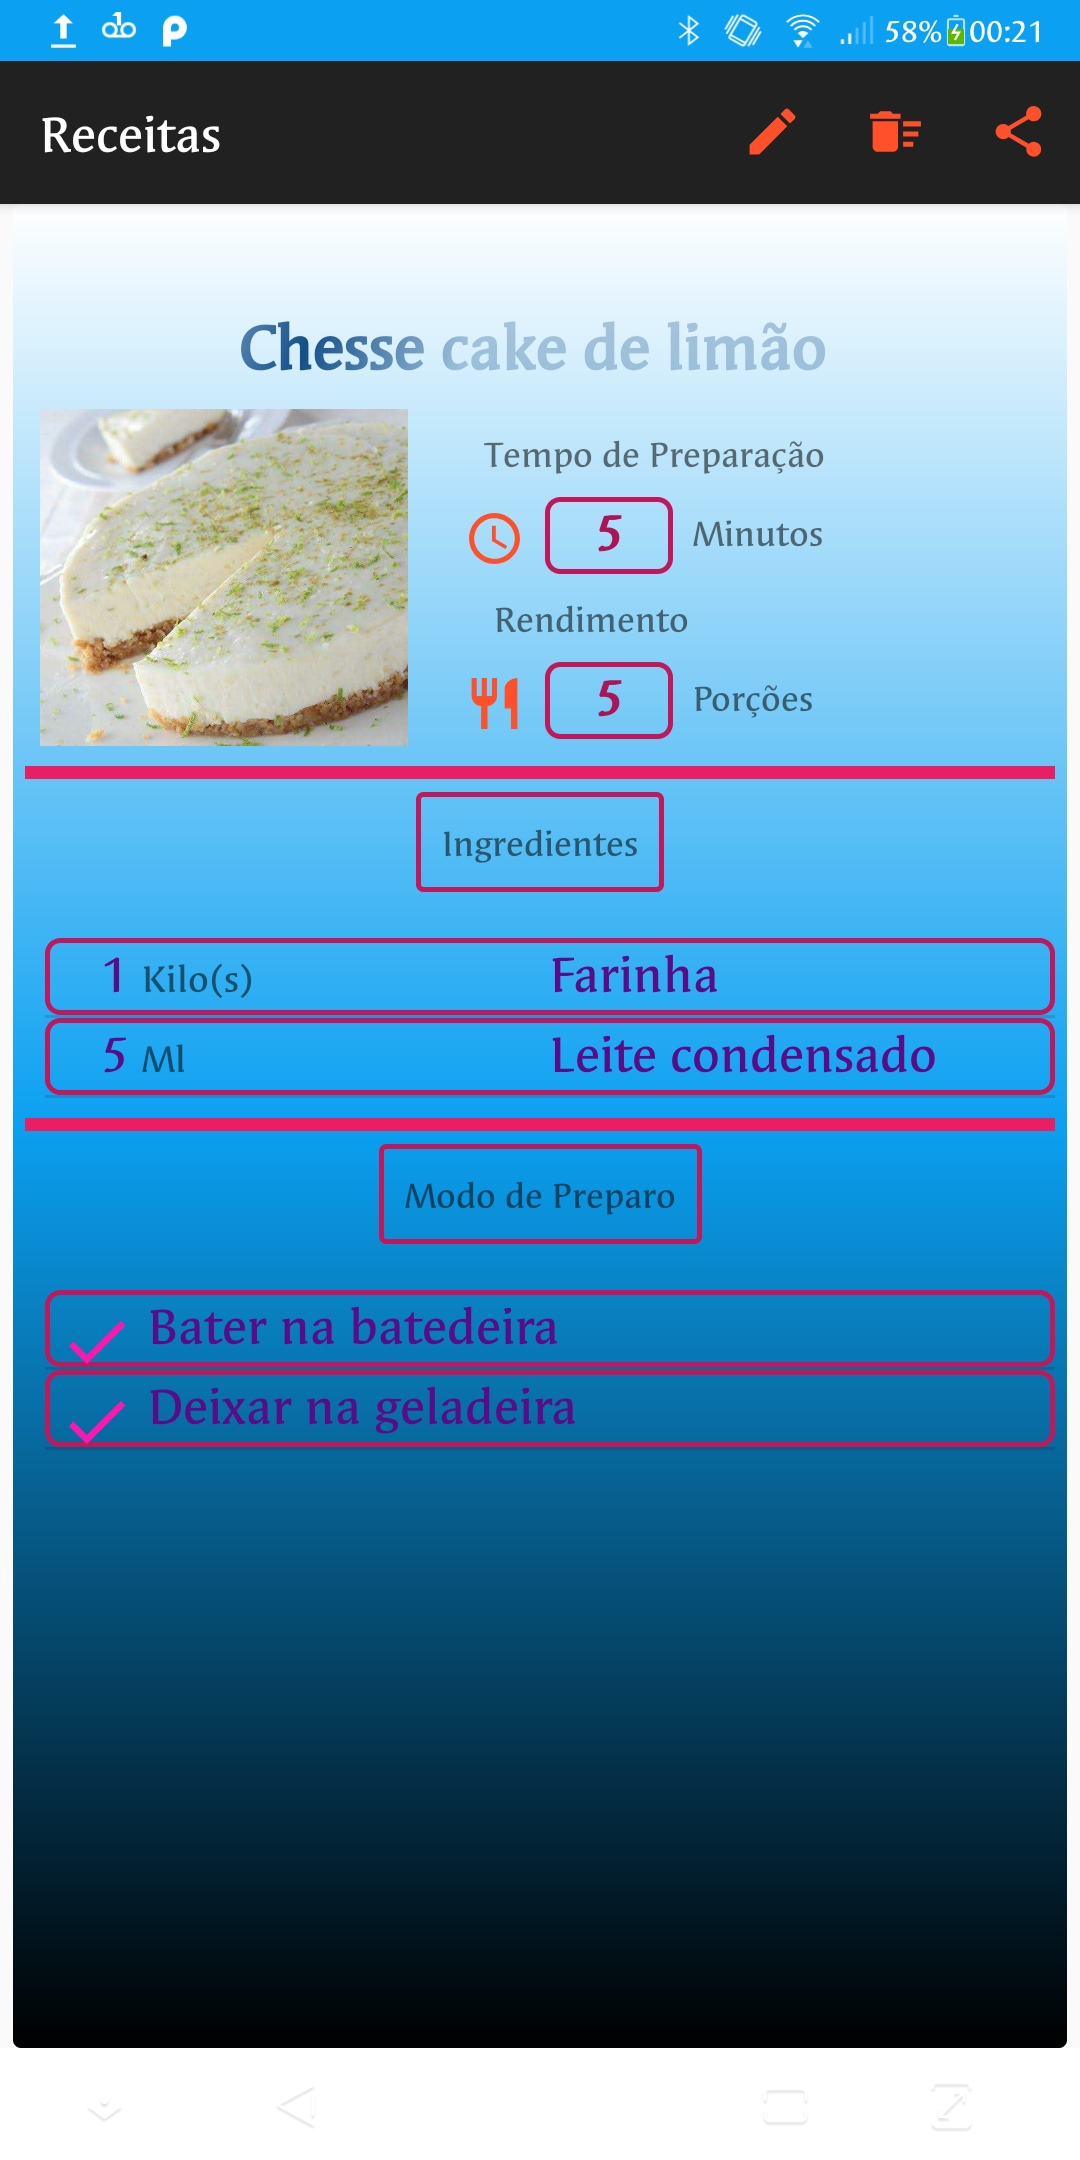 58% 00:21
Receitas
Chesse cake de limão
Tempo de Preparação
5 Minutos
Rendimento
5 Porções
Ingredientes
1 Kilo(s) Farinha
5 Ml Leite condensado
Modo de Preparo
Bater na batedeira
Deixar na geladeira